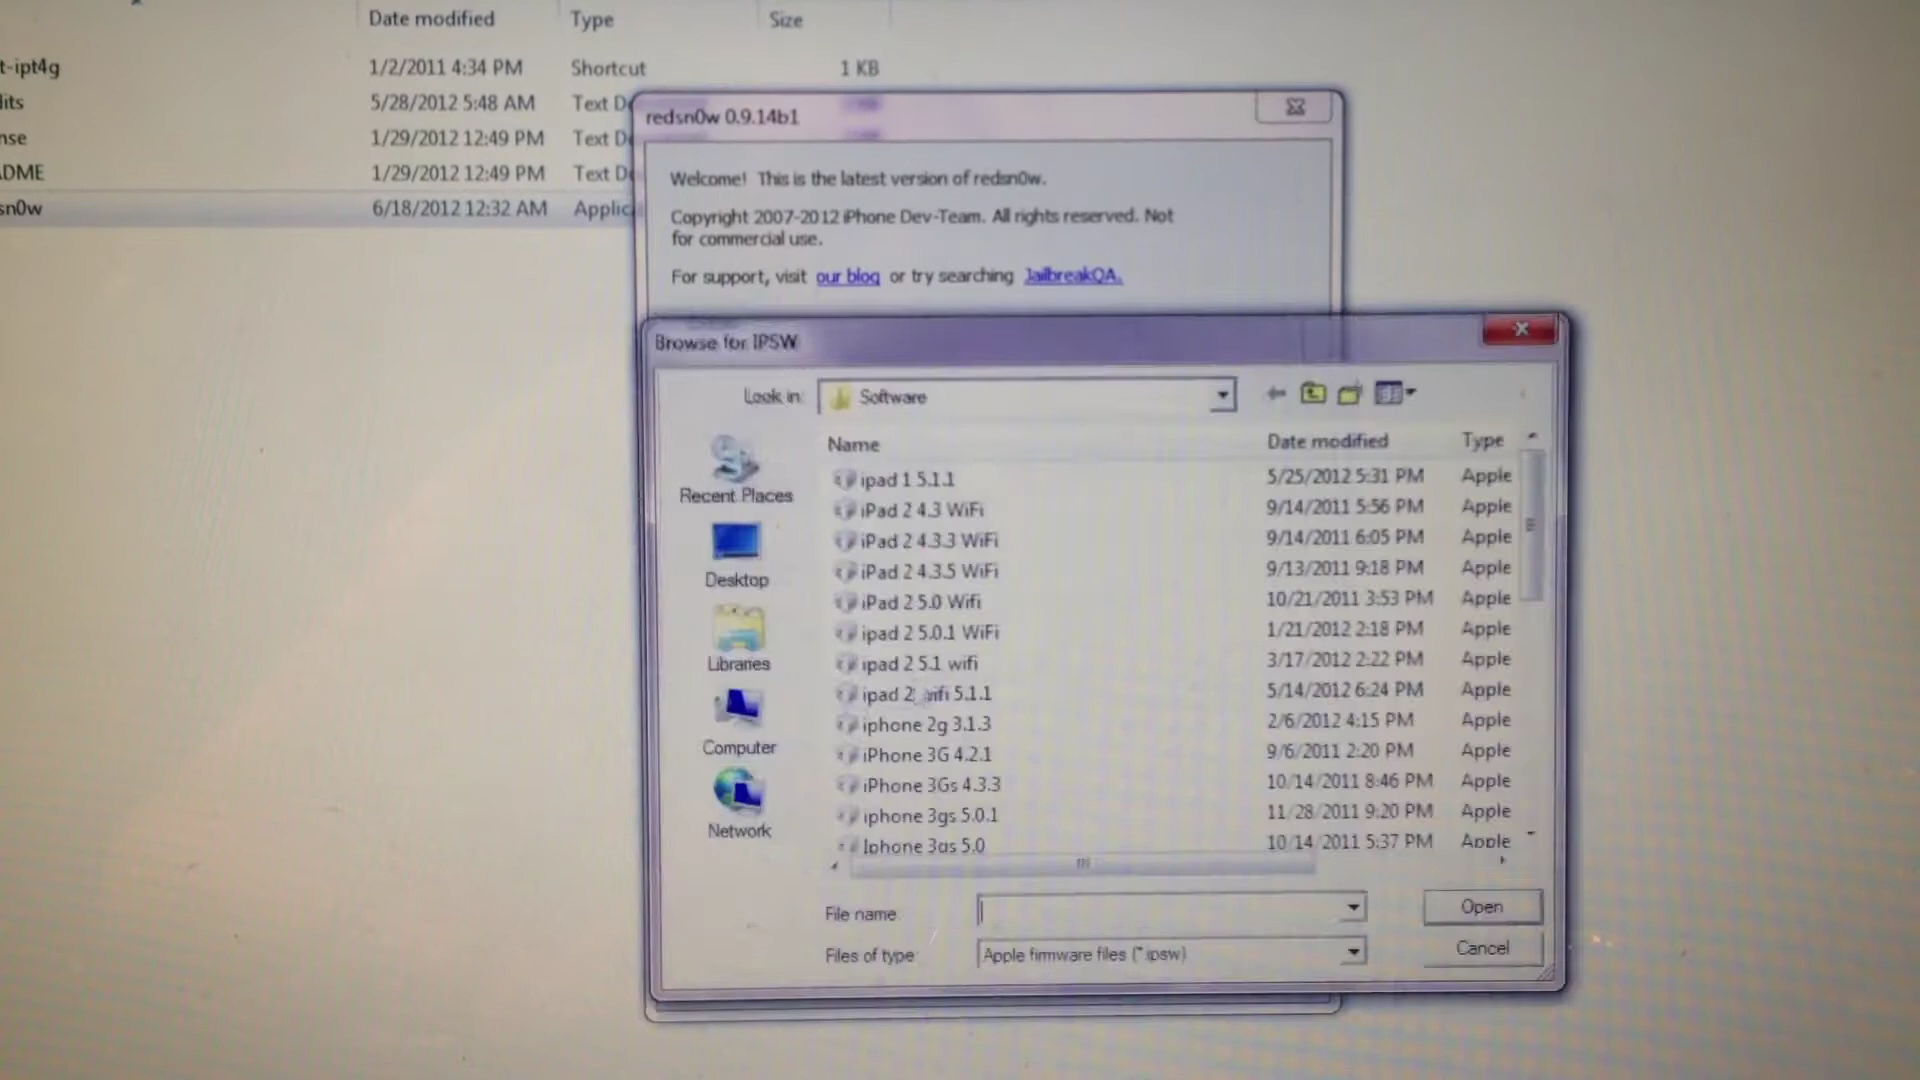 Date modified Type Size
t-ipt4g 1/2/2011 4:34 PM Shortcut 1 KB
lits 5/28/2012 5:48 AM Text D
nse 1/29/2012 12:49 PM Text D
DME 1/29/2012 12:49 PM Text D
sn0w 6/18/2012 12:32 AM Applic
redsn0w 0.9.14b1
Welcome! This is the latest version of redsn0w.
Copyright 2007-2012 iPhone Dev-Team. All rights reserved. Not
for commercial use.
For support, visit our blog or try searching JailbreakQA.
Browse for IPSW
Look in: Software
Name Date modified Type
ipad 1 5.1.1 5/25/2012 5:31 PM Apple
iPad 2 4.3 WiFi 9/14/2011 5:56 PM Apple
iPad 2 4.3.3 WiFi 9/14/2011 6:05 PM Apple
iPad 2 4.3.5 WiFi 9/13/2011 9:18 PM Apple
iPad 2 5.0 Wifi 10/21/2011 3:53 PM Apple
ipad 2 5.0.1 WiFi 1/21/2012 2:18 PM Apple
ipad 2 5.1 wifi 3/17/2012 2:22 PM Apple
ipad 2 wifi 5.1.1 5/14/2012 6:24 PM Apple
iphone 2g 3.1.3 2/6/2012 4:15 PM Apple
iPhone 3G 4.2.1 9/6/2011 2:20 PM Apple
iPhone 3Gs 4.3.3 10/14/2011 8:46 PM Apple
iphone 3gs 5.0.1 11/28/2011 9:20 PM Apple
Iphone 3gs 5.0 10/14/2011 5:37 PM Apple
Recent Places
Desktop
Libraries
Computer
Network
File name
Open
Files of type Apple firmware files (*.ipsw)
Cancel